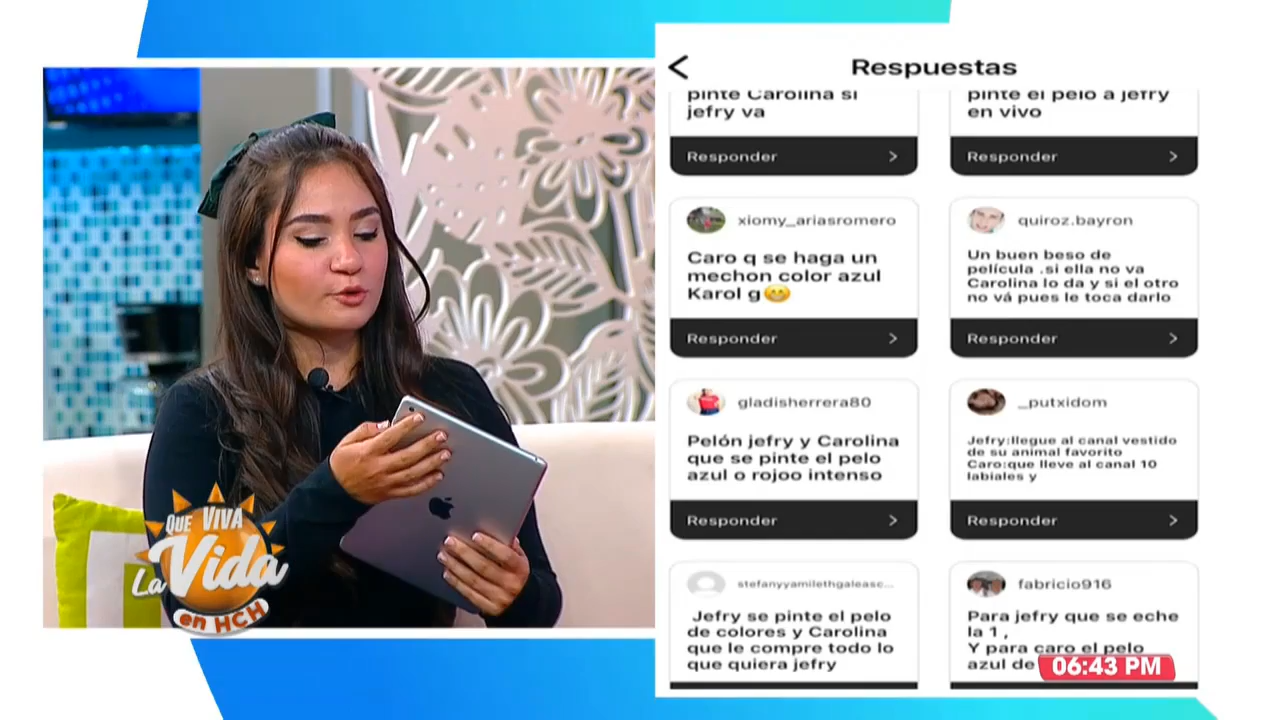 Respuestas
pinte Carolina si
jefry va
Responder
pinte el pelo a jefry
en vivo
Responder
xiomy_ariasromero
Caro q se haga un
mechon color azul
Karol g😁
Responder
quiroz.bayron
Un buen beso de
película .si ella no va
Carolina lo da y si el otro
no vá pues le toca darlo
Responder
gladisherrera80
Pelón jefry y Carolina
que se pinte el pelo
azul o rojoo intenso
Responder
_putxidom
Jefry:llegue al canal vestido
de su animal favorito
Caro:que lleve al canal 10
labiales y
Responder
stefanyyamilethgaleasc...
Jefry se pinte el pelo
de colores y Carolina
que le compre todo lo
que quiera jefry
fabricio916
Para jefry que se eche
la 1 ,
Y para caro el pelo
azul de
06:43 PM
QUE VIVA
La Vida
en HCH